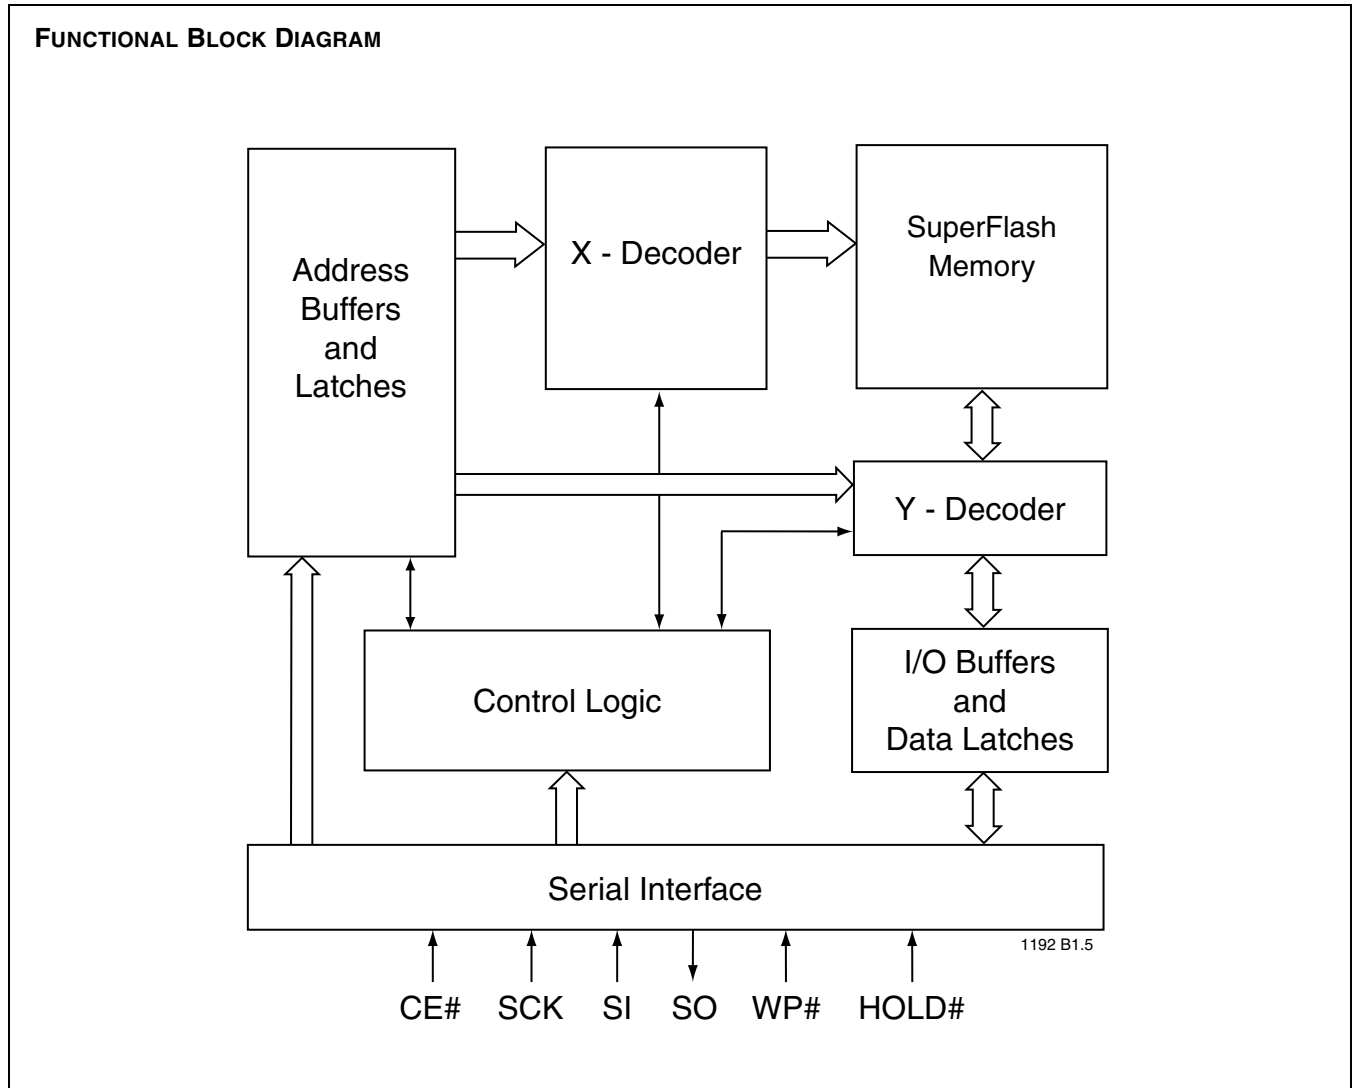 FUNCTIONAL BLOCK DIAGRAM
Address
Buffers
and
Latches
X - Decoder
SuperFlash
Memory
Y - Decoder
Control Logic
I/O Buffers
and
Data Latches
Serial Interface
1192 B1.5
CE# SCK SI SO WP# HOLD#